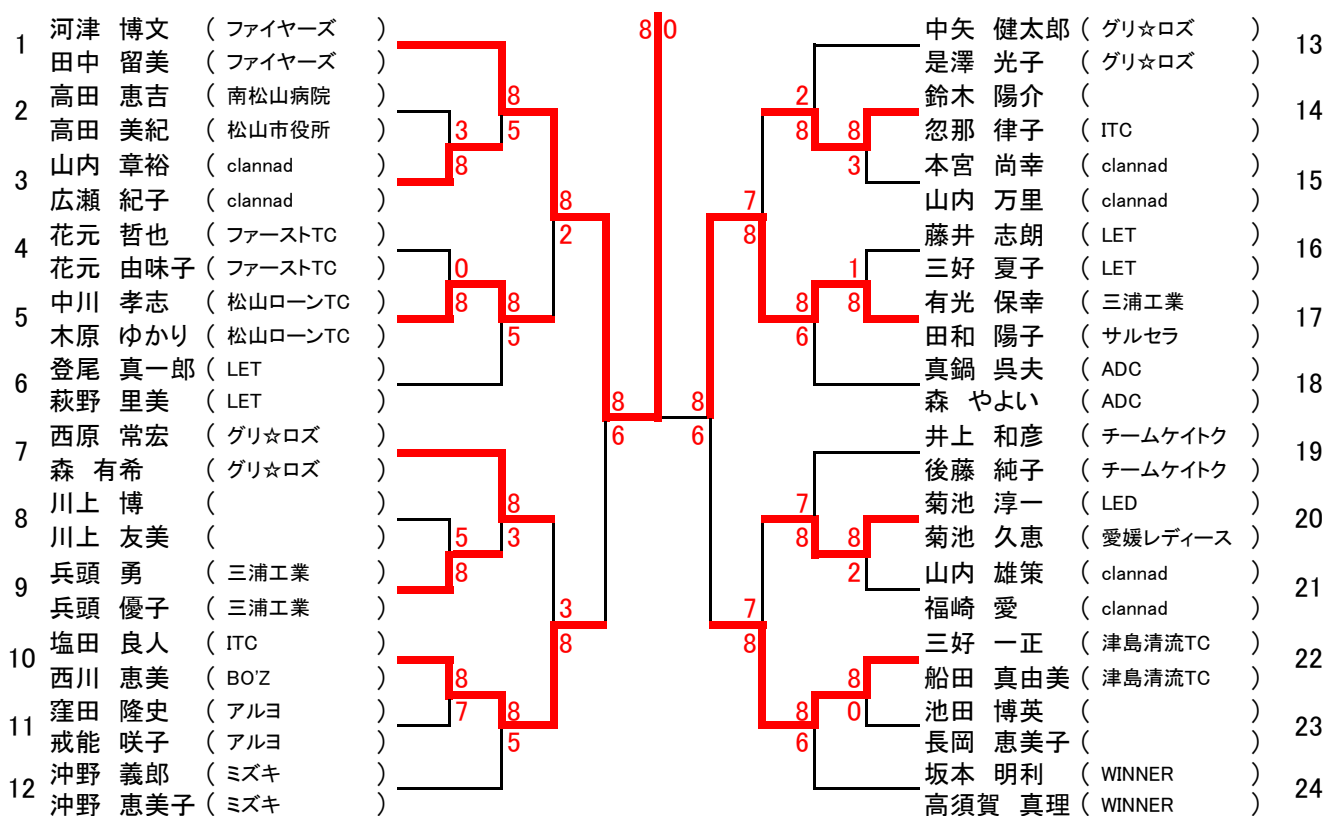 8 0
1 河津 博文 ( ファイヤーズ )
田中 留美 ( ファイヤーズ )
8
5
2 高田 恵吉 ( 南松山病院 )
高田 美紀 ( 松山市役所 )
3
8
3 山内 章裕 ( clannad )
広瀬 紀子 ( clannad )
8
2
4 花元 哲也 ( ファーストTC )
花元 由味子 ( ファーストTC )
0
8
5 中川 孝志 ( 松山ローンTC )
木原 ゆかり ( 松山ローンTC )
8
5
6 登尾 真一郎 ( LET )
萩野 里美 ( LET )
8
6
7 西原 常宏 ( グリ☆ロズ )
森 有希 ( グリ☆ロズ )
8
3
8 川上 博 ( )
川上 友美 ( )
5
8
9 兵頭 勇 ( 三浦工業 )
兵頭 優子 ( 三浦工業 )
3
8
10 塩田 良人 ( ITC )
西川 恵美 ( BO'Z )
8
7
11 窪田 隆史 ( アルヨ )
戒能 咲子 ( アルヨ )
8
5
12 沖野 義郎 ( ミズキ )
沖野 恵美子 ( ミズキ )
中矢 健太郎 ( グリ☆ロズ ) 13
是澤 光子 ( グリ☆ロズ )
2
8
鈴木 陽介 ( ) 14
忽那 律子 ( ITC )
8
3
本宮 尚幸 ( clannad ) 15
山内 万里 ( clannad )
7
8
藤井 志朗 ( LET ) 16
三好 夏子 ( LET )
1
8
有光 保幸 ( 三浦工業 ) 17
田和 陽子 ( サルセラ )
8
6
真鍋 呉夫 ( ADC ) 18
森 やよい ( ADC )
8
6
井上 和彦 ( チームケイトク ) 19
後藤 純子 ( チームケイトク )
7
8
菊池 淳一 ( LED ) 20
菊池 久恵 ( 愛媛レディース )
8
2
山内 雄策 ( clannad ) 21
福崎 愛 ( clannad )
7
8
三好 一正 ( 津島清流TC ) 22
船田 真由美 ( 津島清流TC )
8
0
池田 博英 ( ) 23
長岡 恵美子 ( )
8
6
坂本 明利 ( WINNER ) 24
高須賀 真理 ( WINNER )